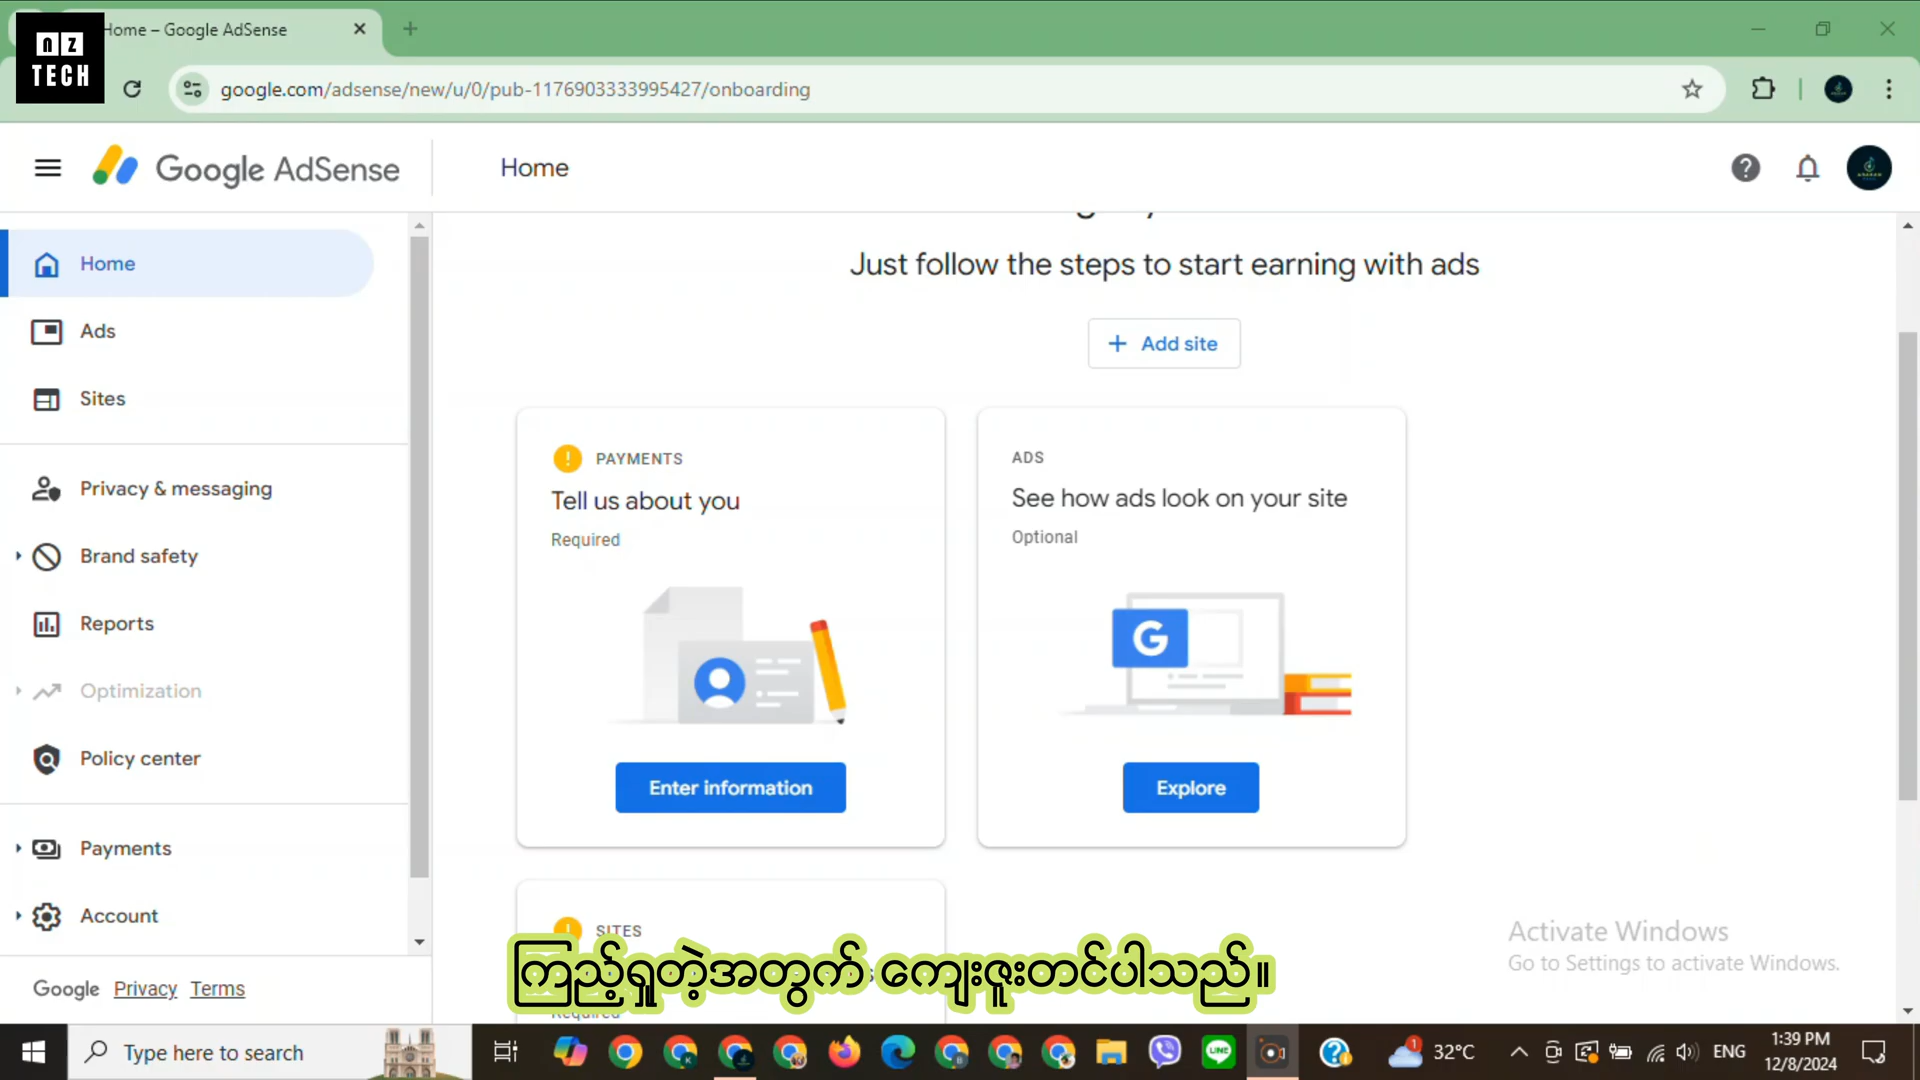 nz
TECH
Home – Google AdSense
google.com/adsense/new/u/0/pub-1176903333995427/onboarding
Google AdSense
Home
Home
Ads
Sites
Privacy & messaging
Brand safety
Reports
Optimization
Policy center
Payments
Account
Google Privacy Terms
Just follow the steps to start earning with ads
+ Add site
PAYMENTS
Tell us about you
Required
Enter information
ADS
See how ads look on your site
Optional
G
Explore
SITES
ကြည့်ရှုတဲ့အတွက် ကျေးဇူးတင်ပါသည်။
Required
Activate Windows
Go to Settings to activate Windows.
Type here to search
32°C
ENG
1:39 PM
12/8/2024